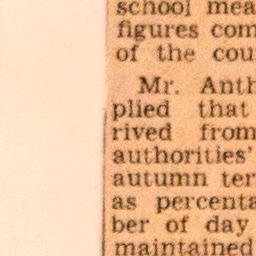 school mea
figures com
of the cou
Mr. Anth
plied that
rived from
authorities'
autumn ter
as percenta
ber of day
maintained